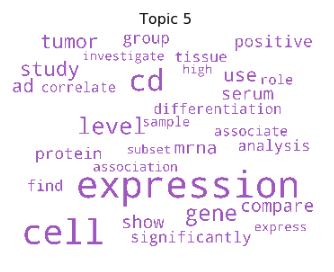 Topic 5
tumor group positive
investigate tissue
study cd high use role
ad correlate serum
differentiation
level sample associate
protein subset mrna analysis
association
find expression
gene compare
cell show express
significantly